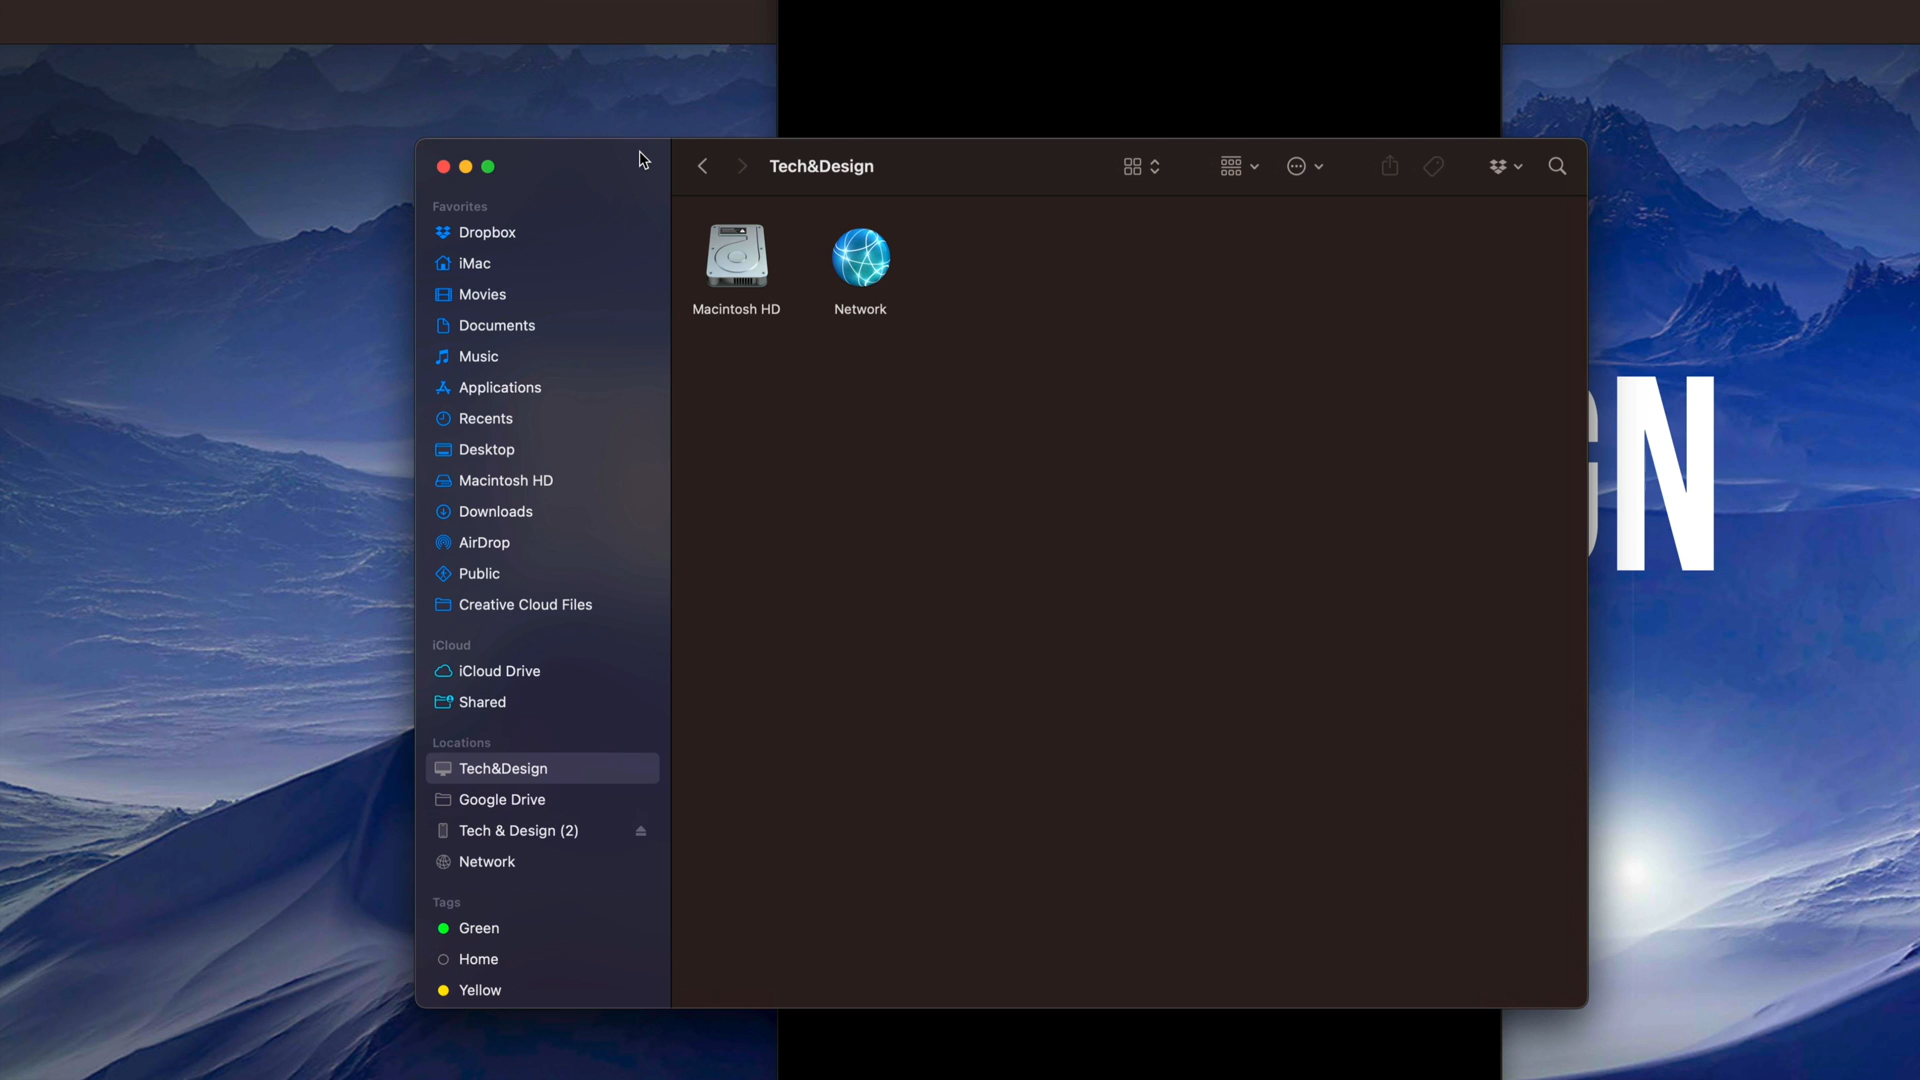 Tech&Design
Favorites
Dropbox
iMac
Movies
Documents
Music
Applications
Recents
Desktop
Macintosh HD
Downloads
AirDrop
Public
Creative Cloud Files
iCloud
iCloud Drive
Shared
Locations
Tech&Design
Google Drive
Tech & Design (2)
Network
Tags
Green
Home
Yellow
Macintosh HD
Network
GN